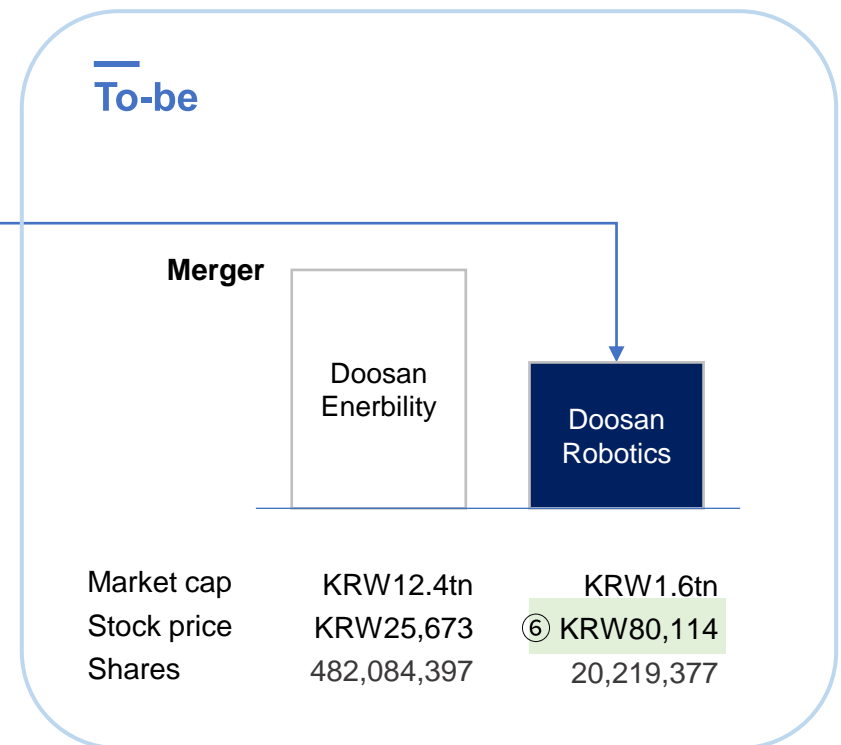 To-be
Merger
Doosan
Enerbility
Doosan
Robotics
Market cap KRW12.4tn KRW1.6tn
Stock price KRW25,673 ⑥ KRW80,114
Shares 482,084,397 20,219,377